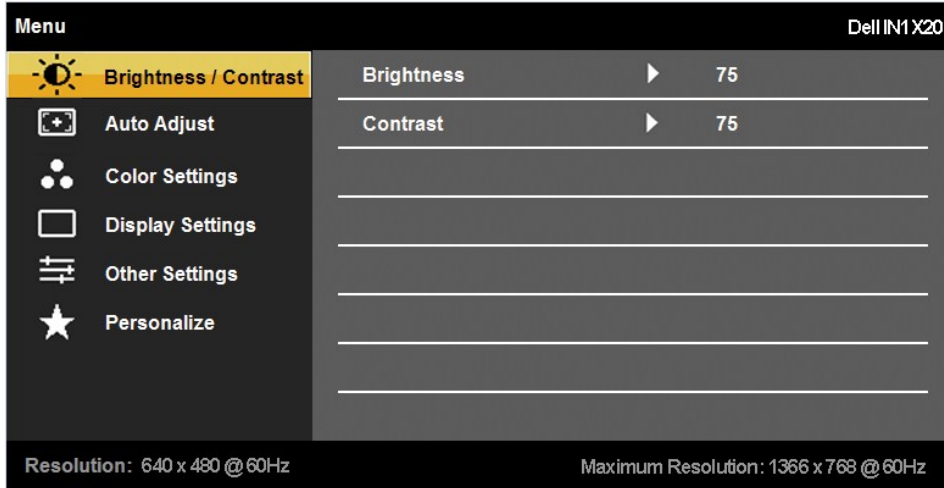 Menu
Dell IN1X20
Brightness / Contrast
Brightness 75
Auto Adjust
Contrast 75
Color Settings
Display Settings
Other Settings
Personalize
Resolution: 640 x 480 @ 60Hz
Maximum Resolution: 1366 x 768 @ 60Hz